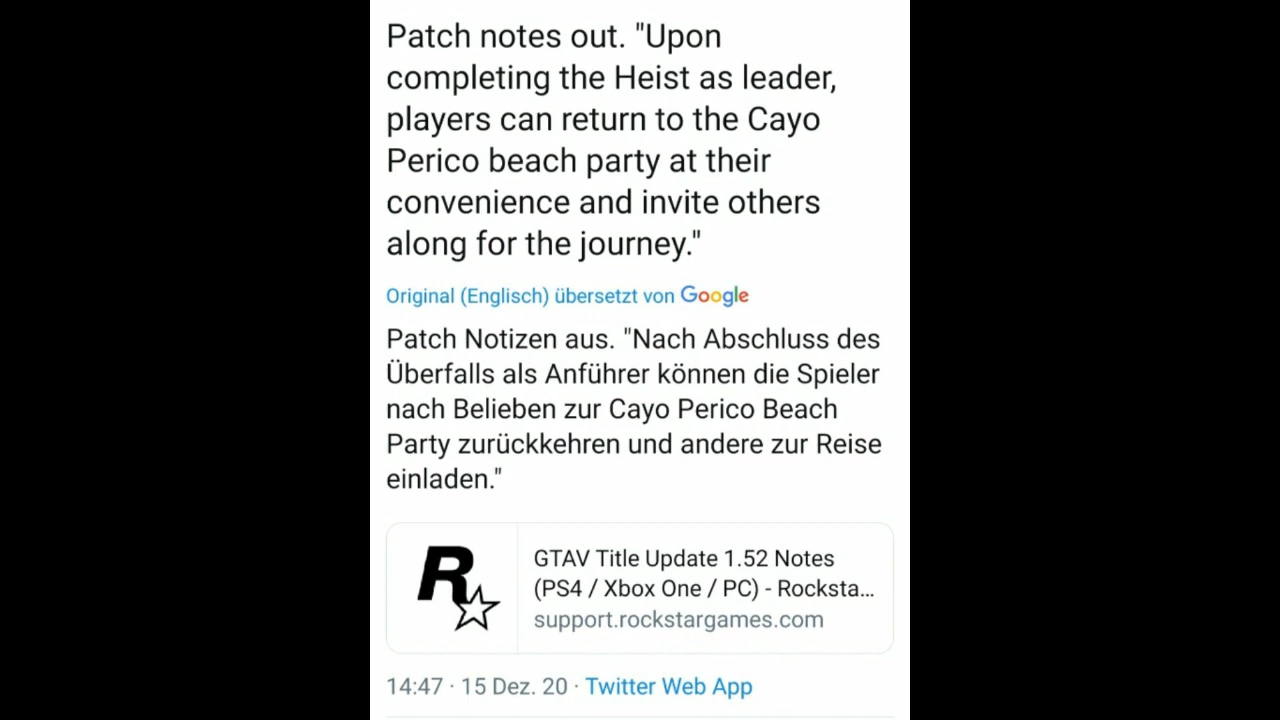 Patch notes out. "Upon
completing the Heist as leader,
players can return to the Cayo
Perico beach party at their
convenience and invite others
along for the journey."
Original (Englisch) übersetzt von Google
Patch Notizen aus. "Nach Abschluss des
Überfalls als Anführer können die Spieler
nach Belieben zur Cayo Perico Beach
Party zurückkehren und andere zur Reise
einladen."
R
GTAV Title Update 1.52 Notes
(PS4 / Xbox One / PC) - Rocksta...
support.rockstargames.com
14:47 · 15 Dez. 20 · Twitter Web App